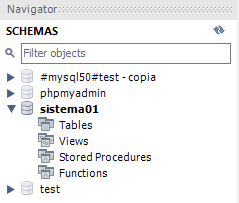 Navigator
SCHEMAS
Filter objects
#mysql50#test - copia
phpmyadmin
sistema01
Tables
Views
Stored Procedures
Functions
test